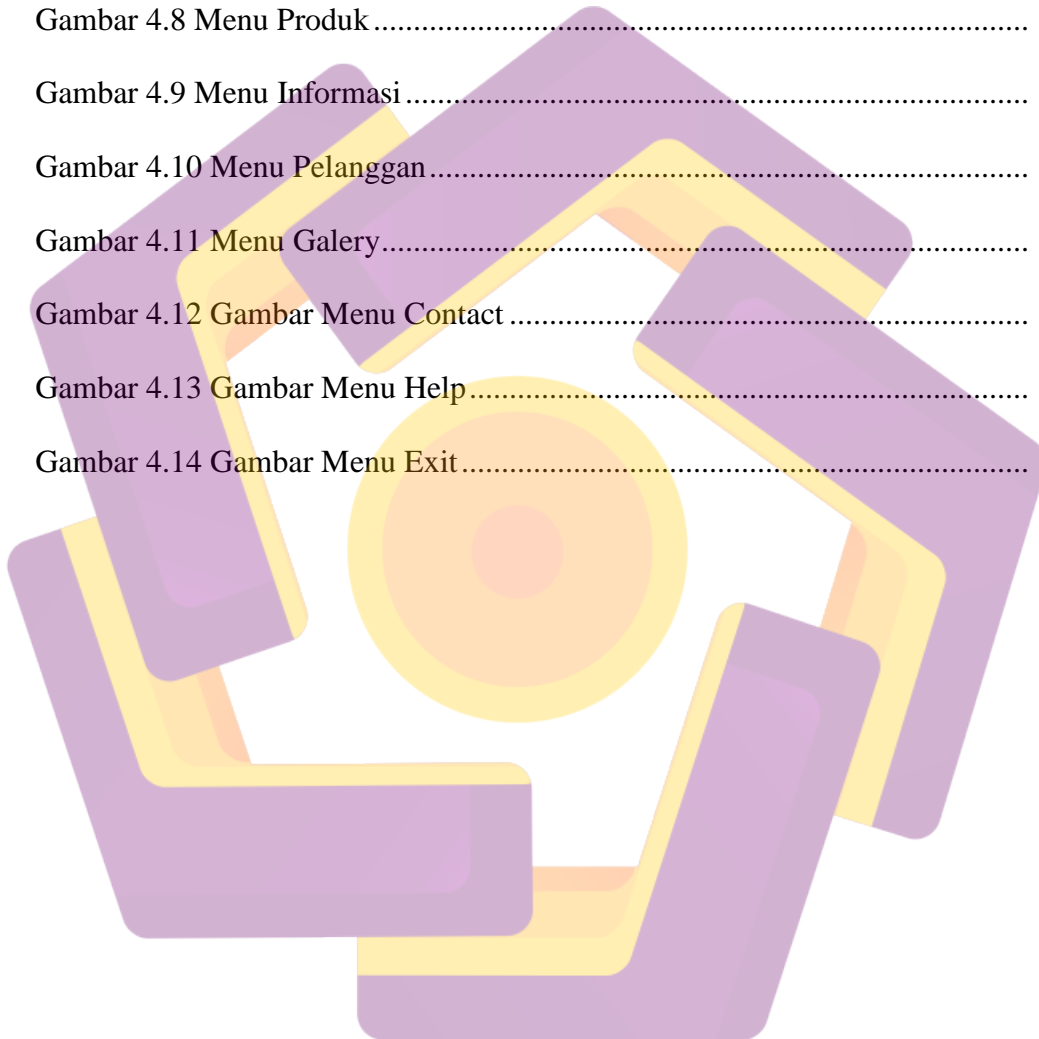 Gambar 4.8 Menu Produk........................................................................................
Gambar 4.9 Menu Informasi....................................................................................
Gambar 4.10 Menu Pelanggan................................................................................
Gambar 4.11 Menu Galery......................................................................................
Gambar 4.12 Gambar Menu Contact.....................................................................
Gambar 4.13 Gambar Menu Help..........................................................................
Gambar 4.14 Gambar Menu Exit...........................................................................